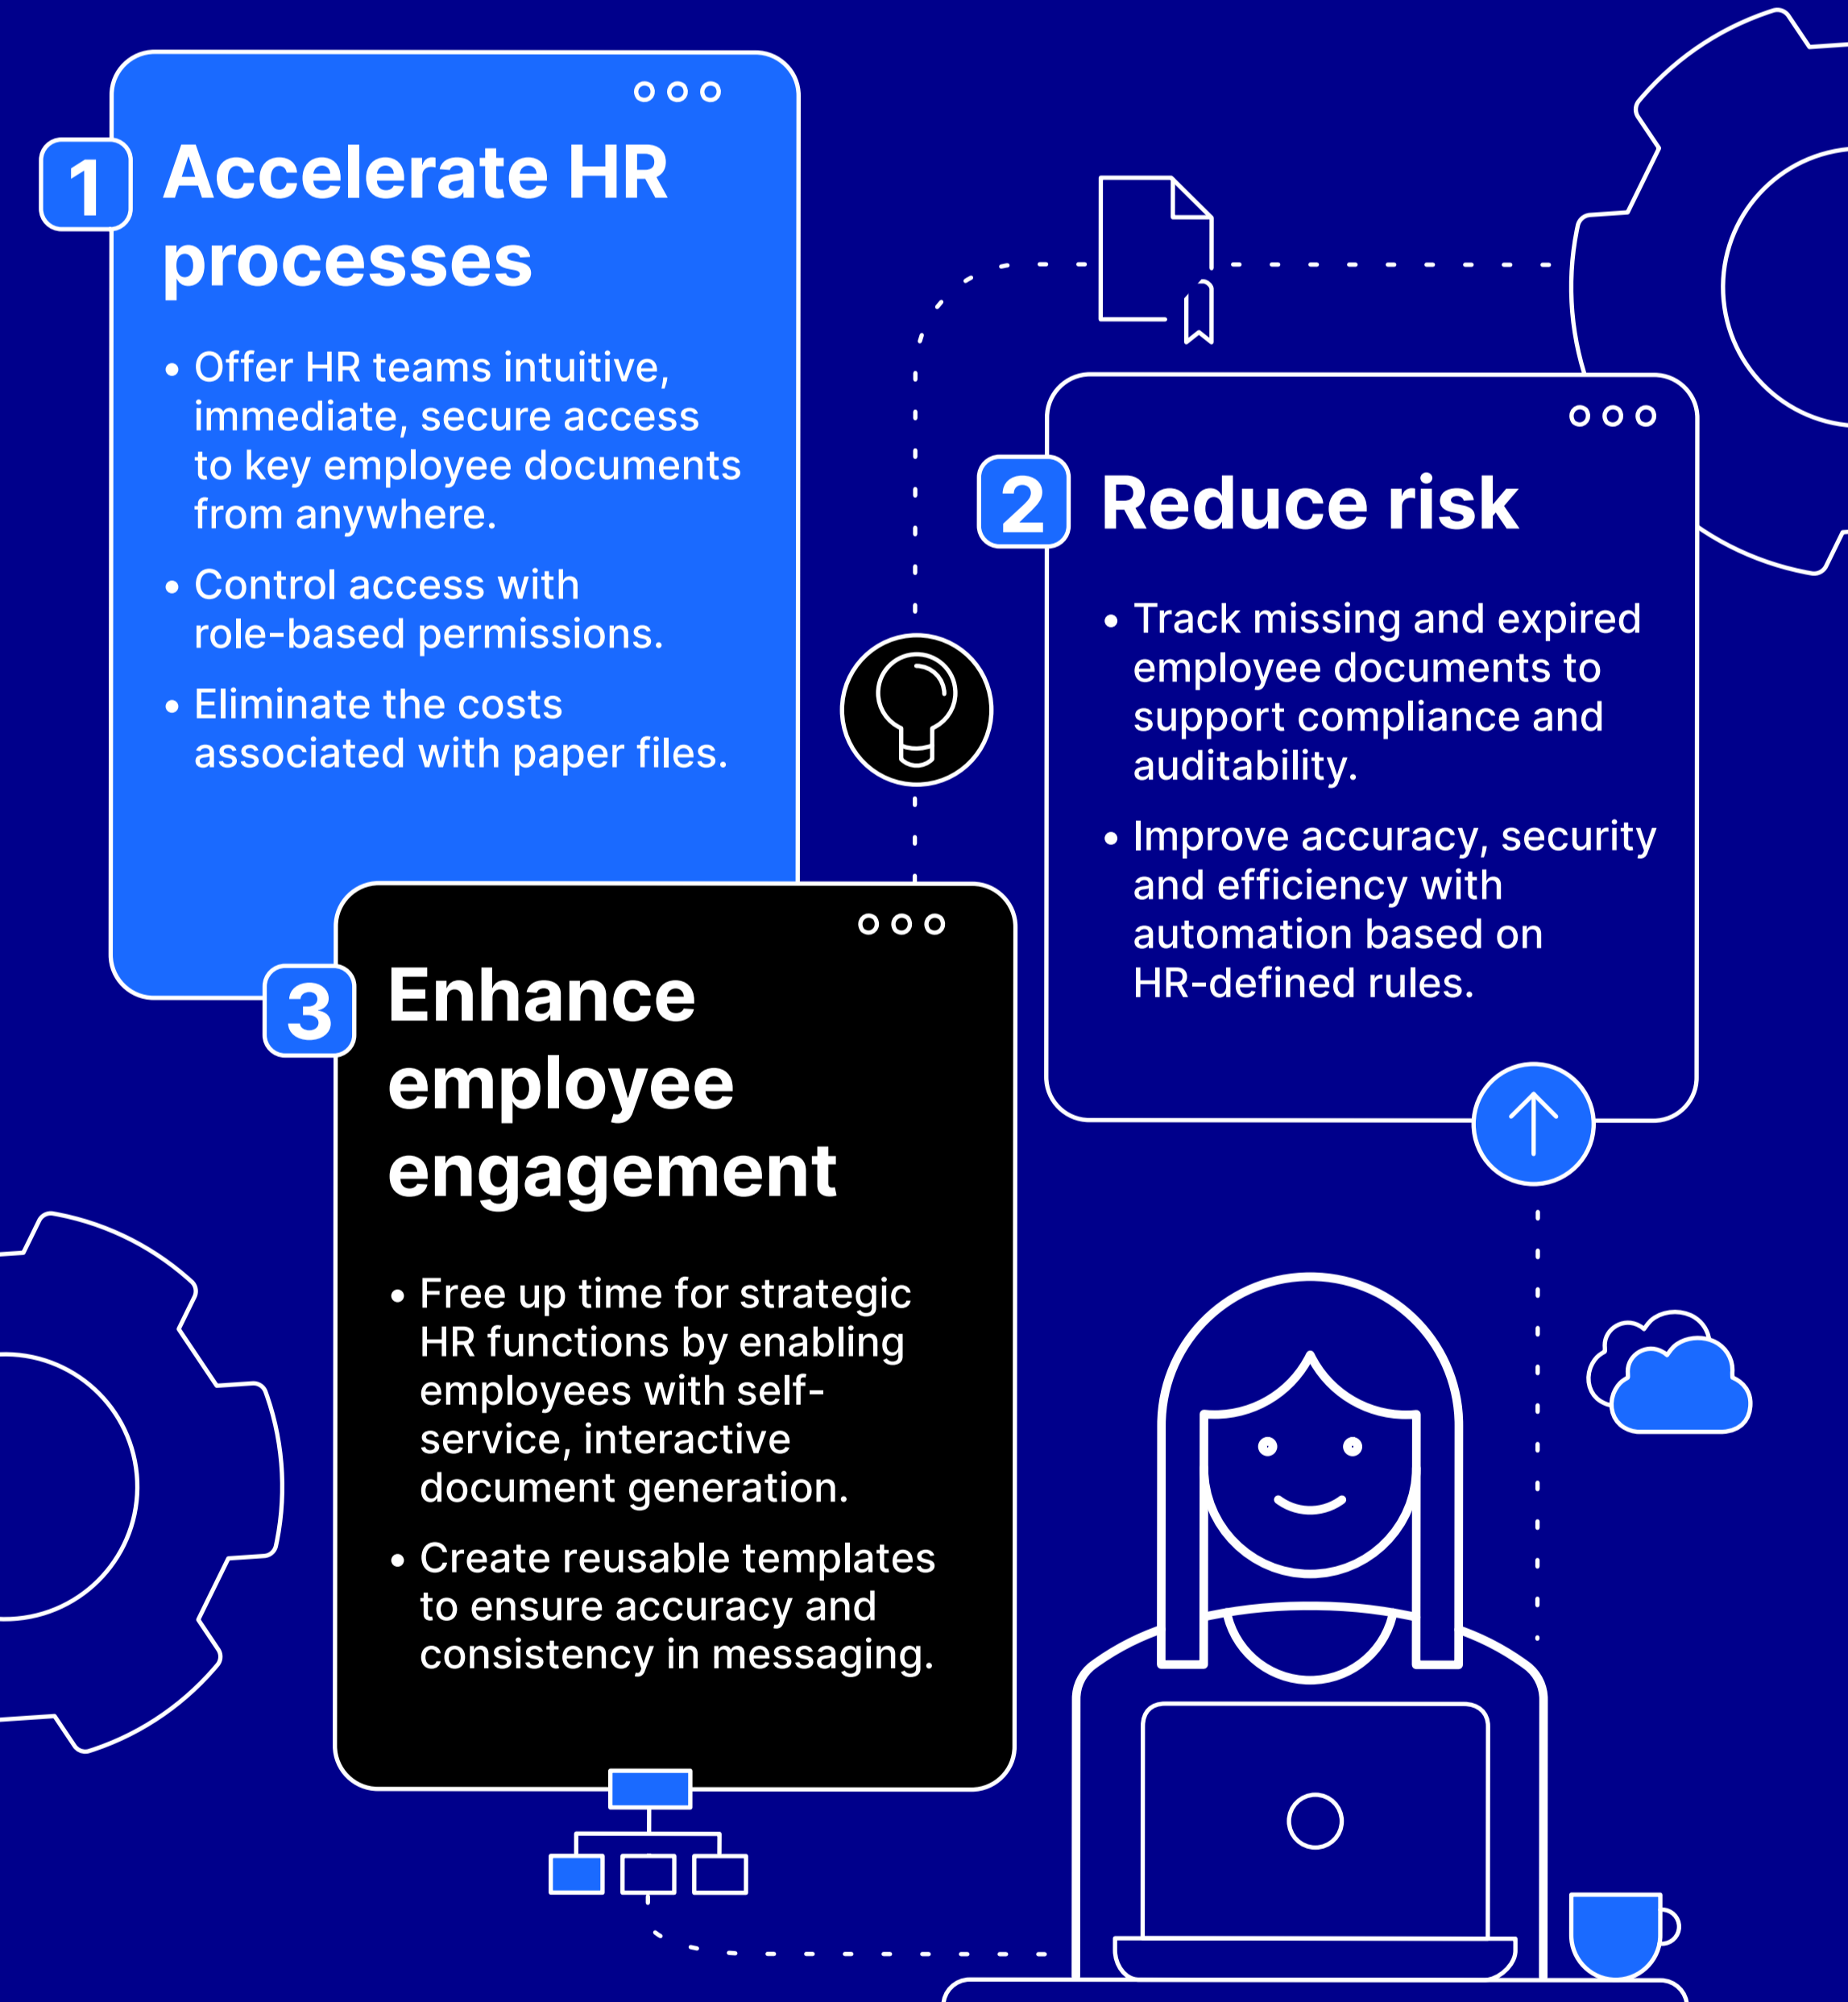 1
Accelerate HR
processes
• Offer HR teams intuitive,
immediate, secure access
to key employee documents
from anywhere.
• Control access with
role-based permissions.
• Eliminate the costs
associated with paper files.
2
Reduce risk
• Track missing and expired
employee documents to
support compliance and
auditability.
• Improve accuracy, security
and efficiency with
automation based on
HR-defined rules.
3
Enhance
employee
engagement
• Free up time for strategic
HR functions by enabling
employees with self-
service, interactive
document generation.
• Create reusable templates
to ensure accuracy and
consistency in messaging.